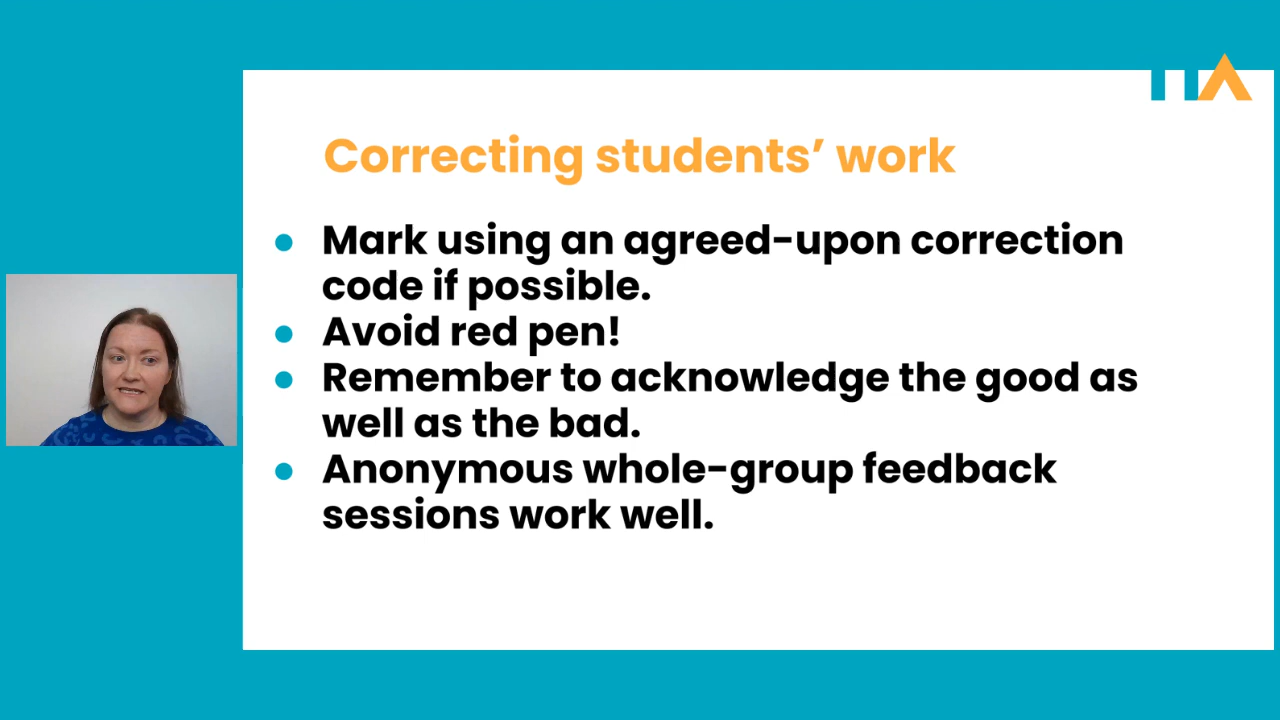 Correcting students’ work
● Mark using an agreed-upon correction
code if possible.
● Avoid red pen!
● Remember to acknowledge the good as
well as the bad.
● Anonymous whole-group feedback
sessions work well.